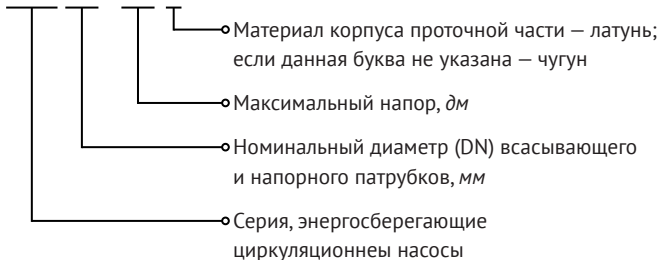 Материал корпуса проточной части — латунь;
если данная буква не указана — чугун
Максимальный напор, дм
Номинальный диаметр (DN) всасывающего
и напорного патрубков, мм
Серия, энергосберегающие
циркуляционнеы насосы